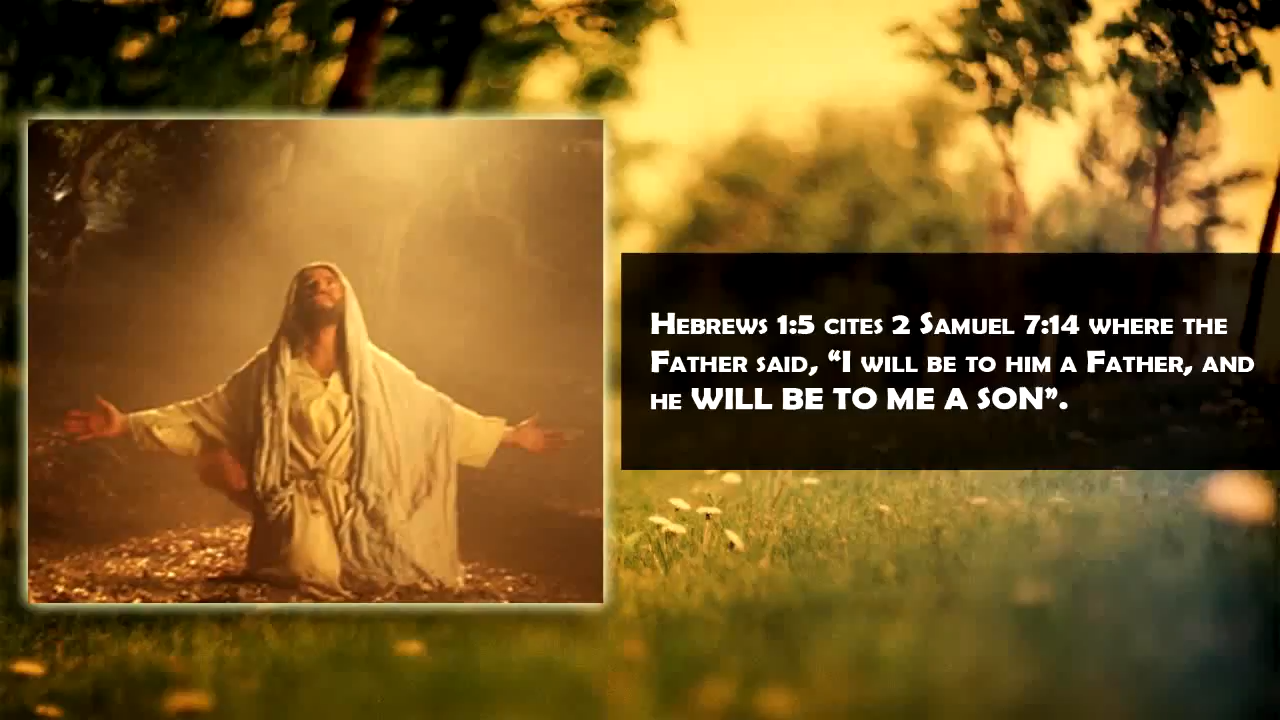 Hebrews 1:5 cites 2 Samuel 7:14 where the
Father said, “I will be to him a Father, and
he WILL BE TO ME A SON”.